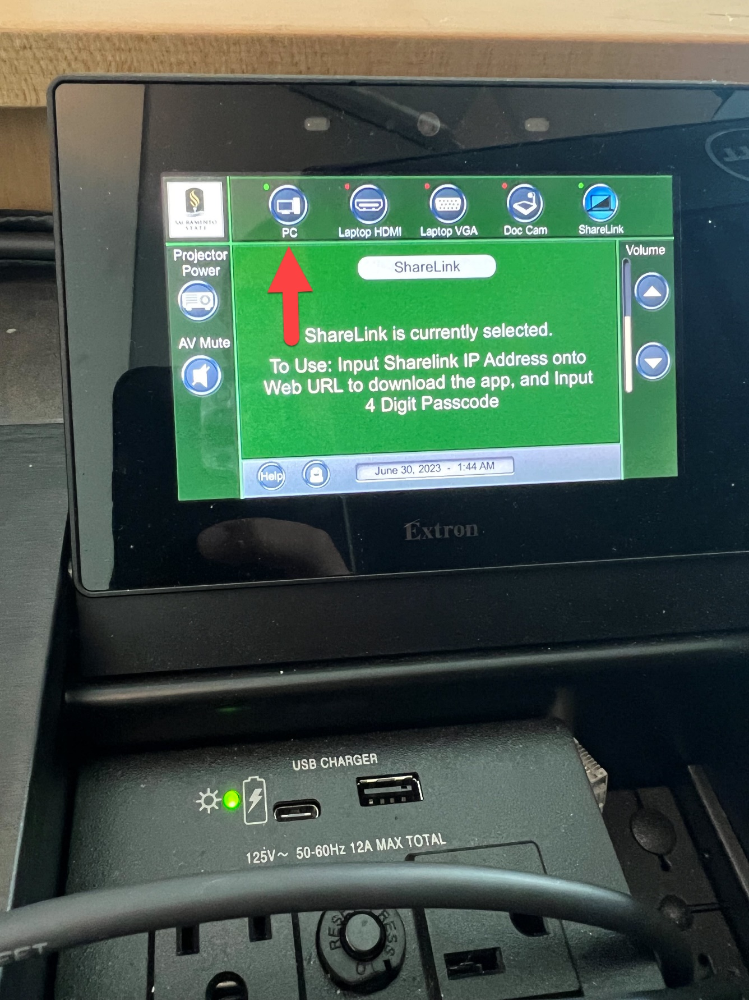 SACRAMENTO
STATE
PC
Laptop HDMI
Laptop VGA
Doc Cam
ShareLink
Projector
Power
AV Mute
Volume
ShareLink
ShareLink is currently selected.
To Use: Input Sharelink IP Address onto
Web URL to download the app, and Input
4 Digit Passcode
Help
June 30, 2023 - 1:44 AM
Extron
USB CHARGER
125V~ 50-60Hz 12A MAX TOTAL